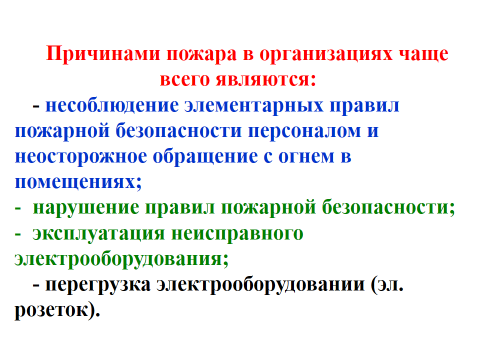 Причинами пожара в организациях чаще
всего являются:
- несоблюдение элементарных правил
пожарной безопасности персоналом и
неосторожное обращение с огнем в
помещениях;
- нарушение правил пожарной безопасности;
- эксплуатация неисправного
электрооборудования;
- перегрузка электрооборудовании (эл.
розеток).